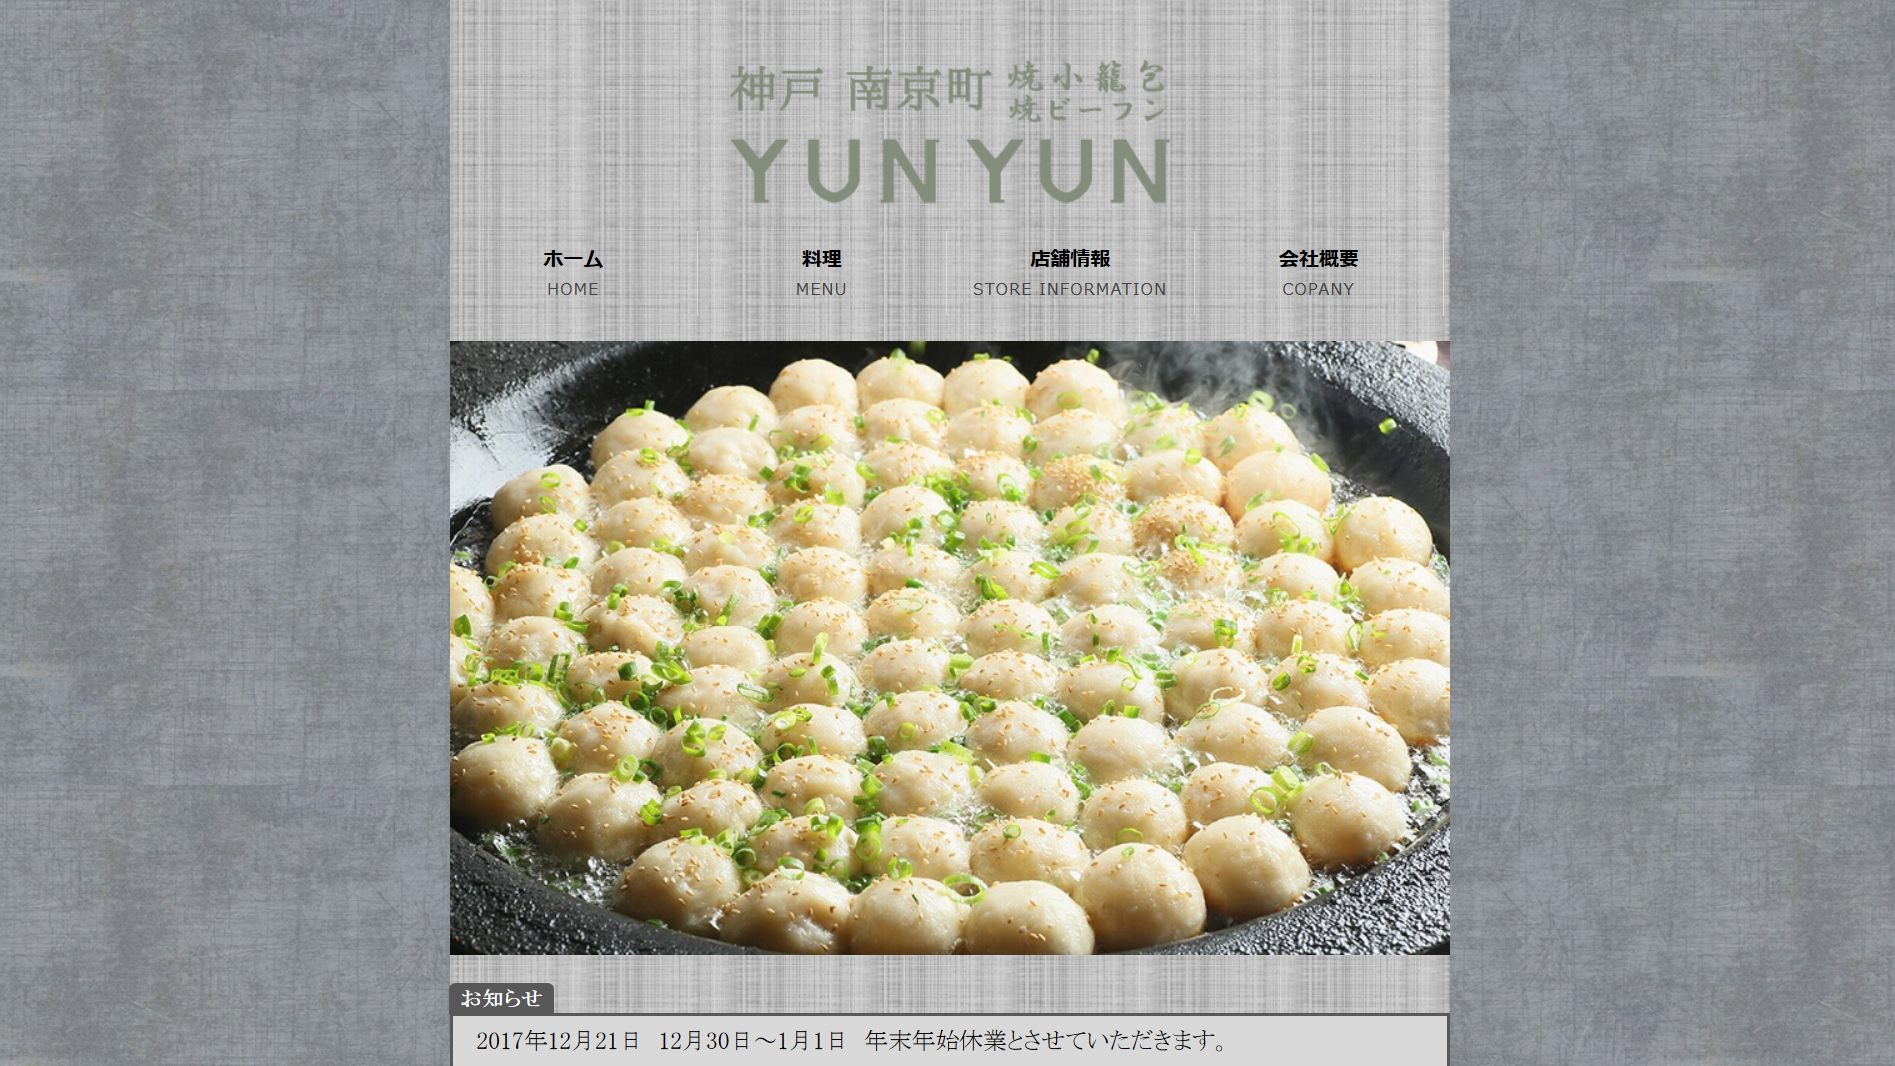 神戸 南京町 焼小籠包
焼ビーフン
YUNYUN
ホーム 料理 店舗情報 会社概要
HOME MENU STORE INFORMATION COPANY
お知らせ
2017年12月21日 12月30日～1月1日 年末年始休業とさせていただきます。